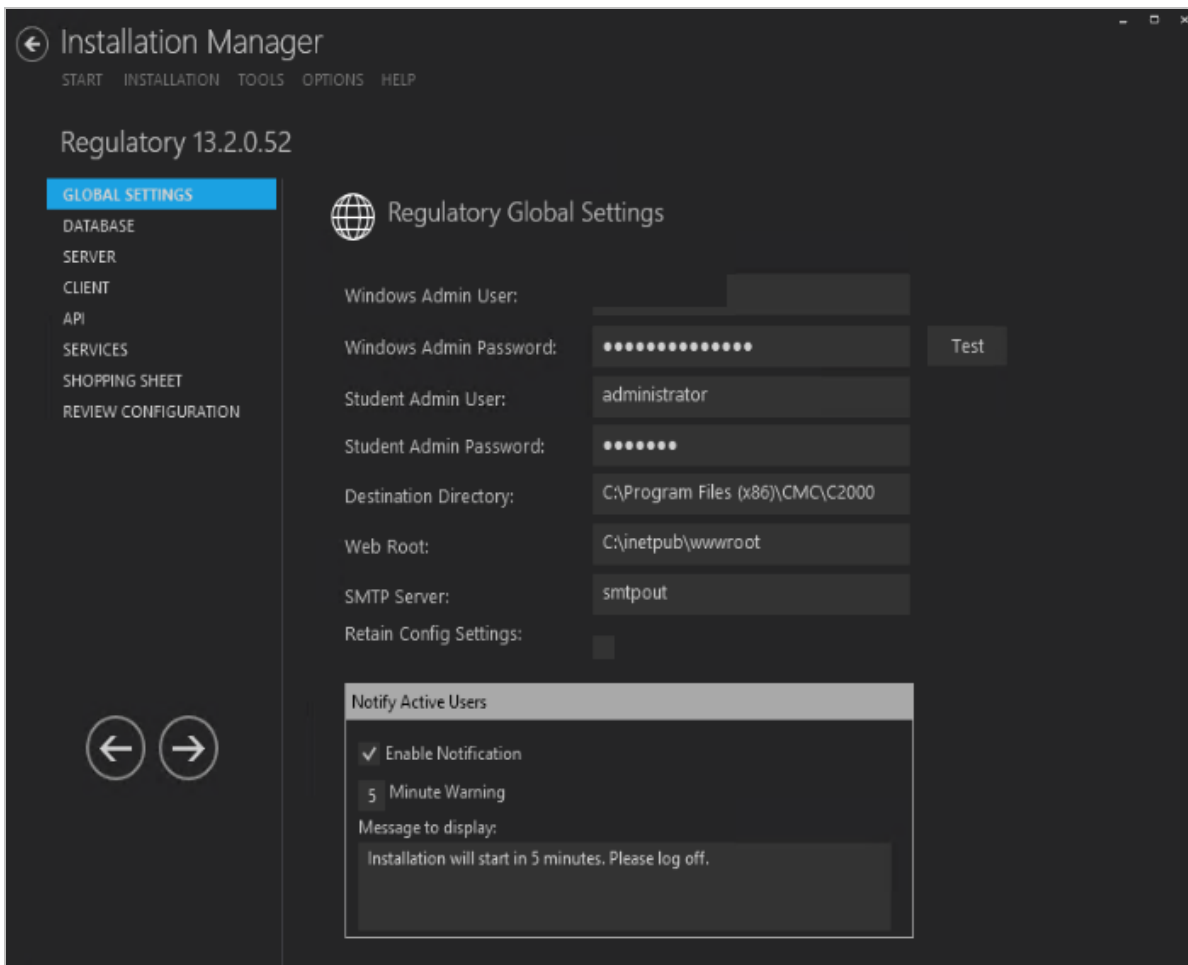 Installation Manager
START INSTALLATION TOOLS OPTIONS HELP
Regulatory 13.2.0.52
GLOBAL SETTINGS
DATABASE
SERVER
CLIENT
API
SERVICES
SHOPPING SHEET
REVIEW CONFIGURATION
Regulatory Global Settings
Windows Admin User:
Windows Admin Password: ●●●●●●●●●●●●●● Test
Student Admin User: administrator
Student Admin Password: ●●●●●●●
Destination Directory: C:\Program Files (x86)\CMC\C2000
Web Root: C:\inetpub\wwwroot
SMTP Server: smtpout
Retain Config Settings:
Notify Active Users
Enable Notification
5 Minute Warning
Message to display:
Installation will start in 5 minutes. Please log off.